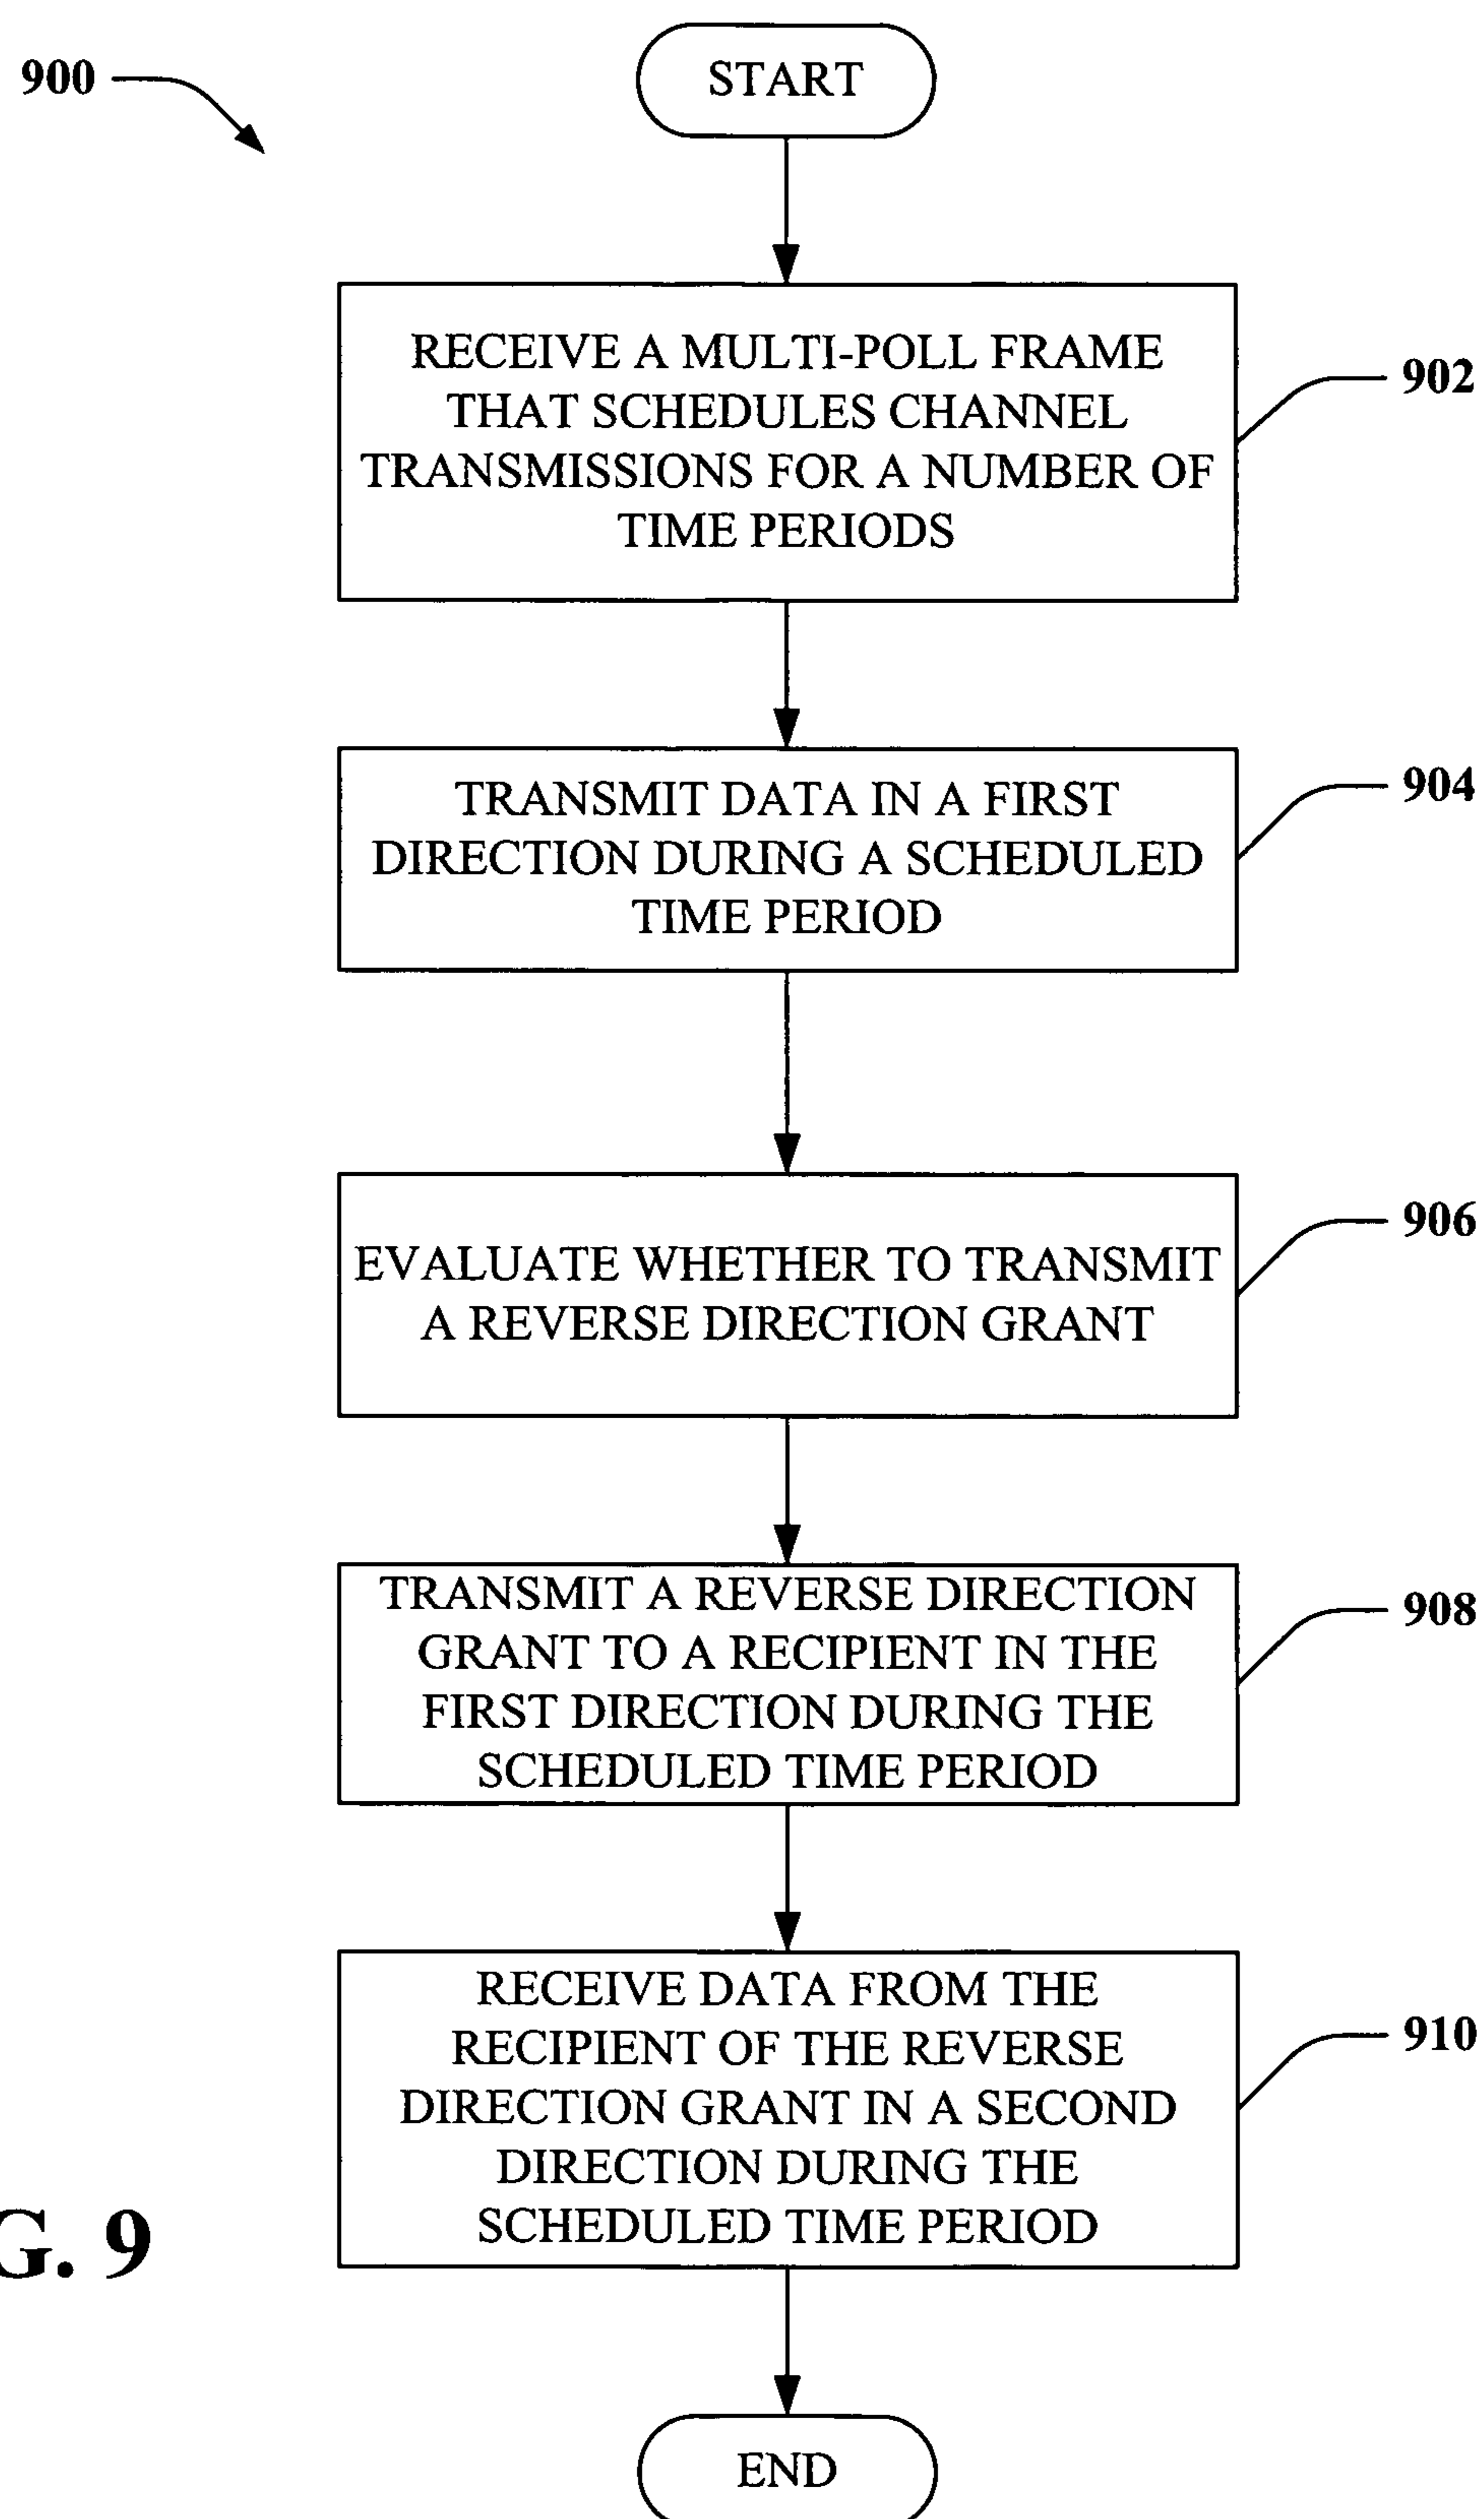 900
START
RECEIVE A MULTI-POLL FRAME
THAT SCHEDULES CHANNEL
TRANSMISSIONS FOR A NUMBER OF
TIME PERIODS
902
TRANSMIT DATA IN A FIRST
DIRECTION DURING A SCHEDULED
TIME PERIOD
904
EVALUATE WHETHER TO TRANSMIT
A REVERSE DIRECTION GRANT
906
TRANSMIT A REVERSE DIRECTION
GRANT TO A RECIPIENT IN THE
FIRST DIRECTION DURING THE
SCHEDULED TIME PERIOD
908
RECEIVE DATA FROM THE
RECIPIENT OF THE REVERSE
DIRECTION GRANT IN A SECOND
DIRECTION DURING THE
SCHEDULED TIME PERIOD
910
G. 9
END